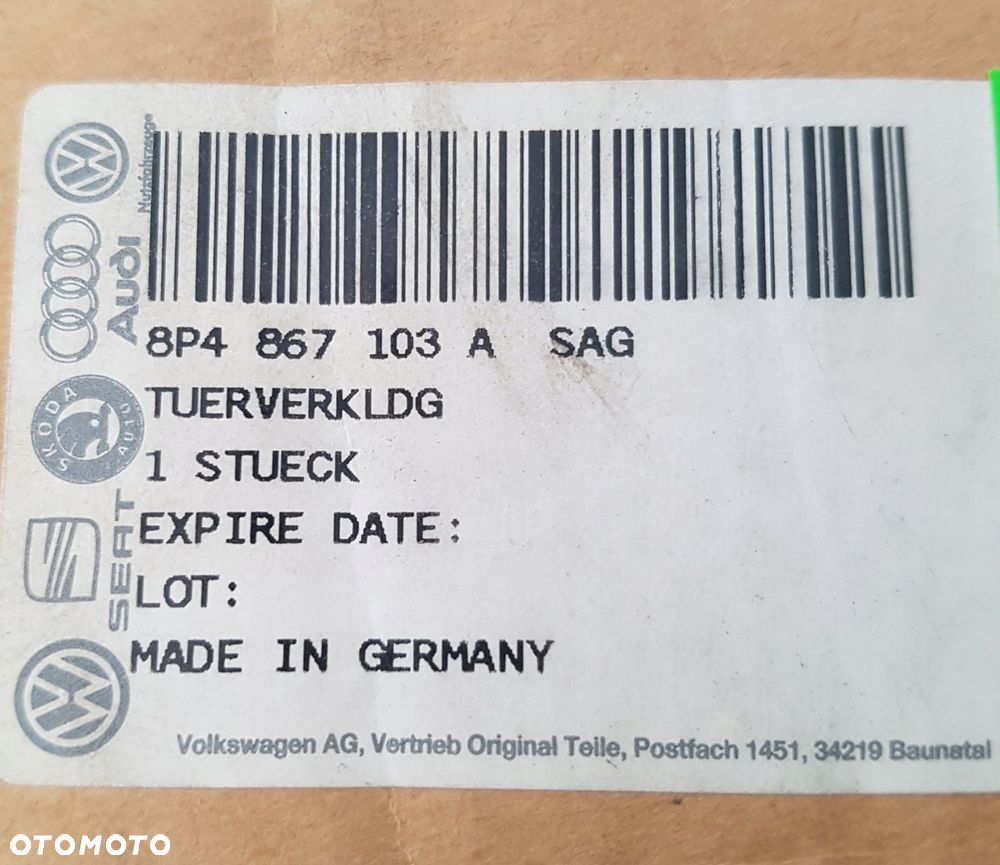 Nutzfahrzeuge
Audi
8P4 867 103 A SAG
ŠKODA
AUTO
TUERVERKLDG
1 STUECK
SEAT
EXPIRE DATE:
LOT:
MADE IN GERMANY
Volkswagen AG, Vertrieb Original Teile, Postfach 1451, 34219 Baunatal
OTOMOTO